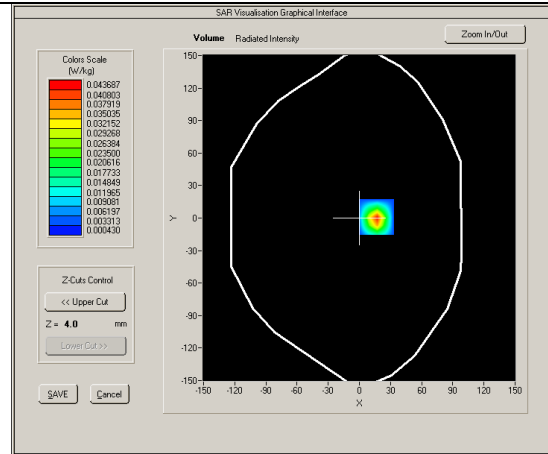 SAR Visualisation Graphical Interface
Volume Radiated Intensity
Zoom In/Out
Colors Scale
(W/kg)
0.043687
0.040803
0.037919
0.035035
0.032152
0.029268
0.026384
0.023500
0.020616
0.017733
0.014849
0.011965
0.009081
0.006197
0.003313
0.000430
Z-Cuts Control
<< Upper Cut
Z = 4.0 mm
Lower Cut >>
SAVE Cancel
150-
120-
90-
60-
30-
0-
-30-
-60-
-90-
-120-
-150-
Y
-150 -120 -90 -60 -30 0 30 60 90 120 150
X